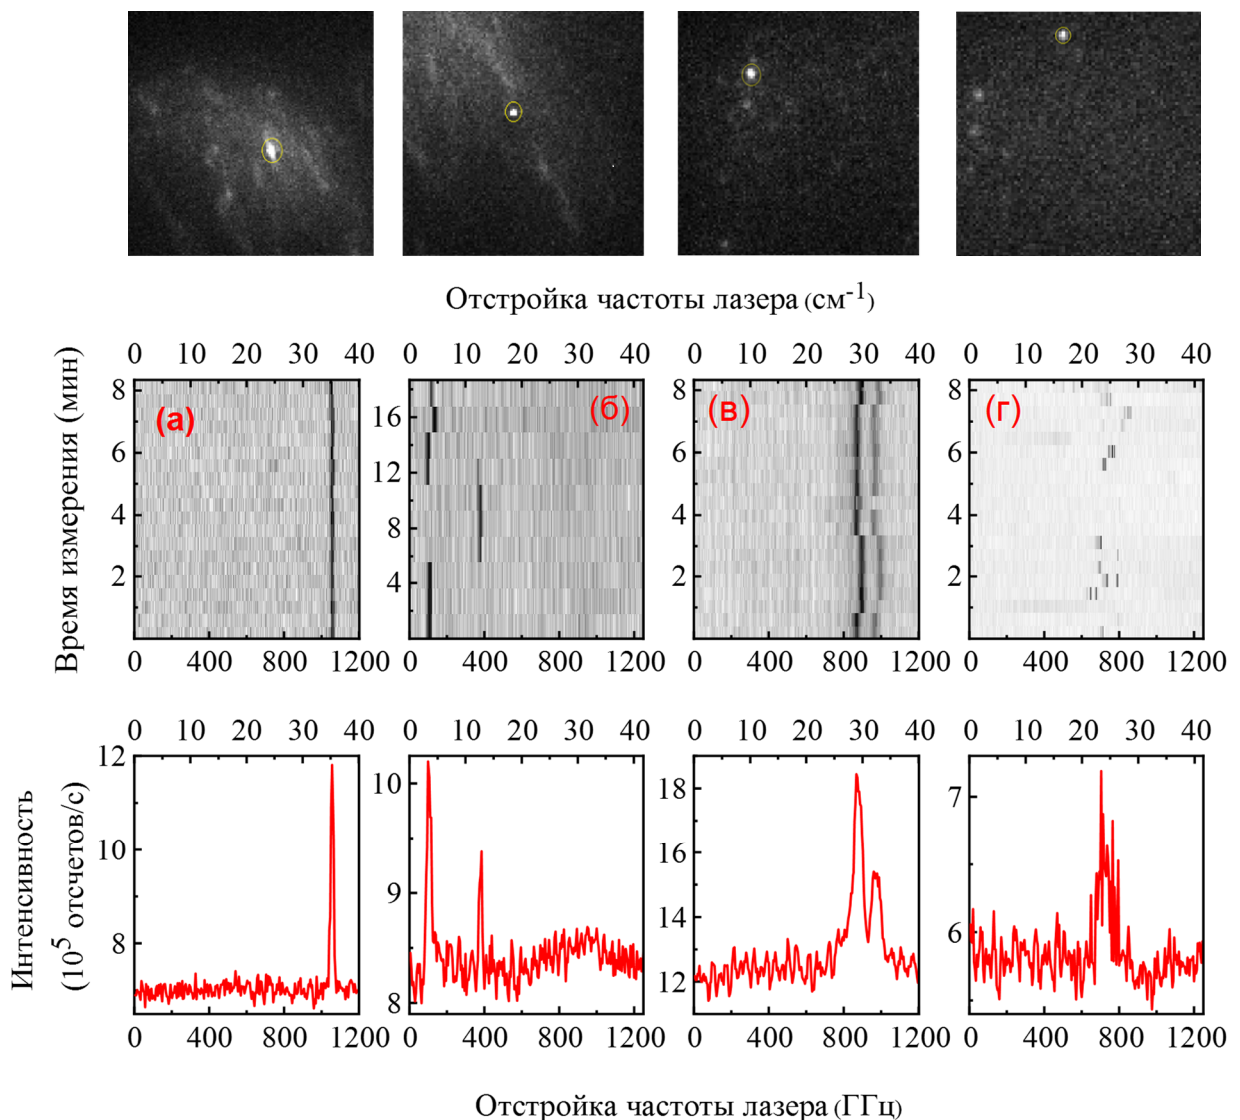 Отстройка частоты лазера (см-1)
0 10 20 30 40 0 10 20 30 40 0 10 20 30 40 0 10 20 30 40
Время измерения (мин)
8 6 4 2
16 12 8 4
8 6 4 2
8 6 4 2
(а) (б) (в) (г)
0 400 800 1200 0 400 800 1200 0 400 800 1200 0 400 800 1200
0 10 20 30 40 0 10 20 30 40 0 10 20 30 40 0 10 20 30 40
Интенсивность
(10^5 отсчетов/с)
12 10 8
10 9 8
18 16 14 12
7 6
0 400 800 1200 0 400 800 1200 0 400 800 1200 0 400 800 1200
Отстройка частоты лазера (ГГц)